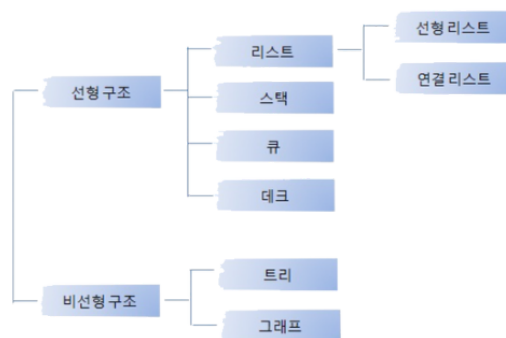 선형 구조
리스트
선형 리스트
연결 리스트
스택
큐
데크
비선형 구조
트리
그래프